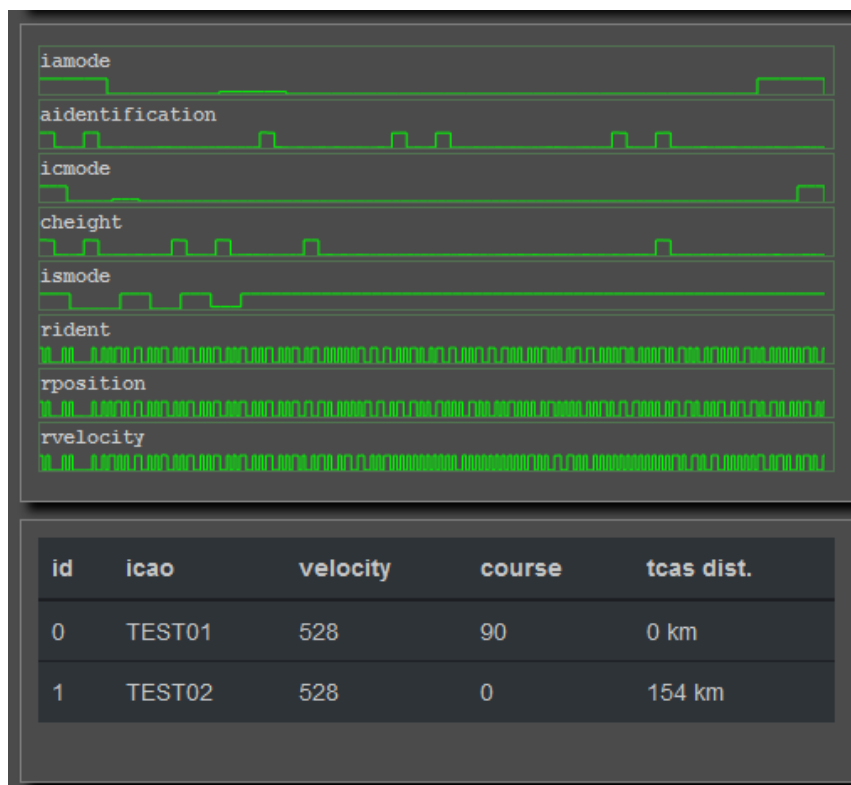 iamode
aidentification
icmode
cheight
ismode
rident
rposition
rvelocity
id icao velocity course tcas dist.
0 TEST01 528 90 0 km
1 TEST02 528 0 154 km